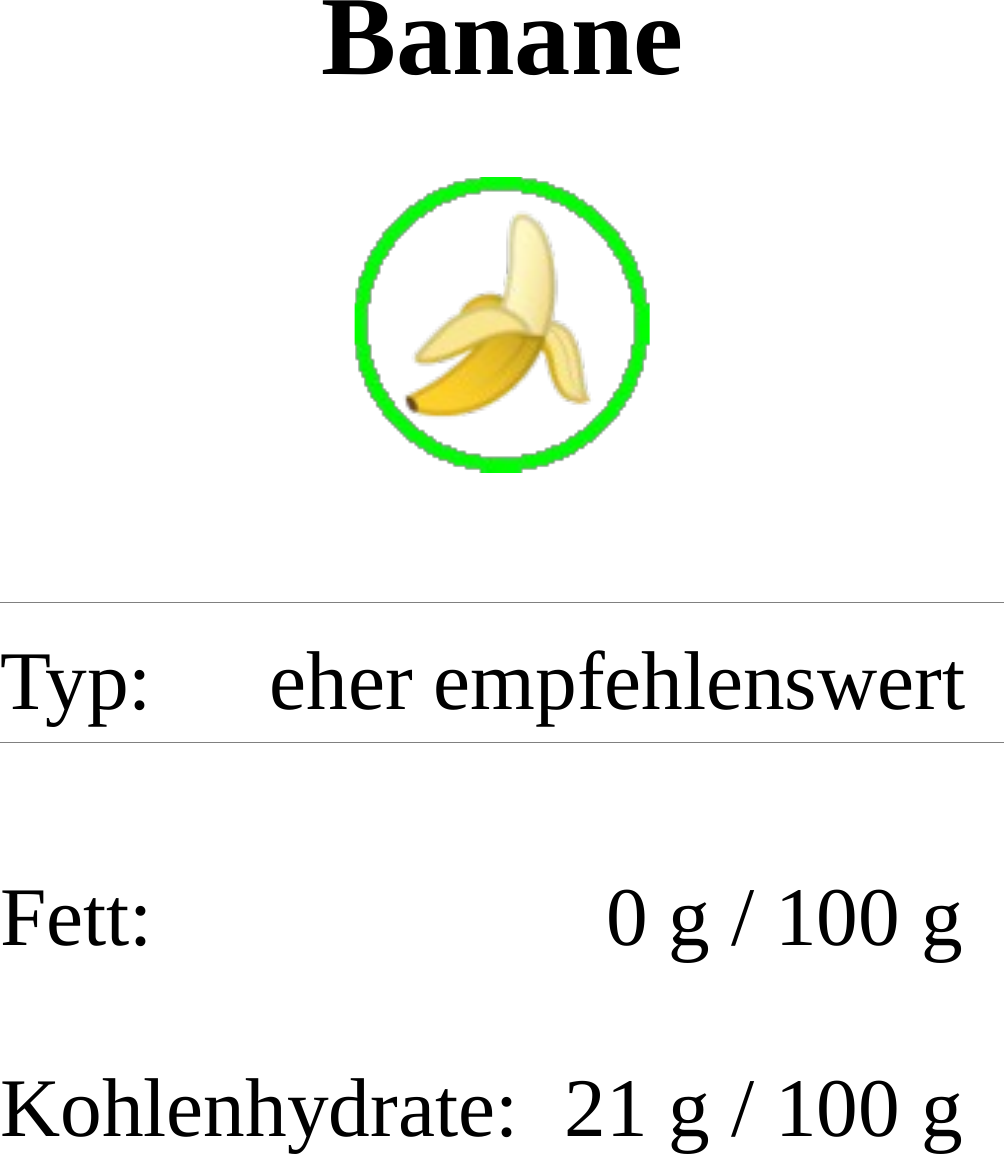 Banane
Typ: eher empfehlenswert
Fett: 0 g / 100 g
Kohlenhydrate: 21 g / 100 g